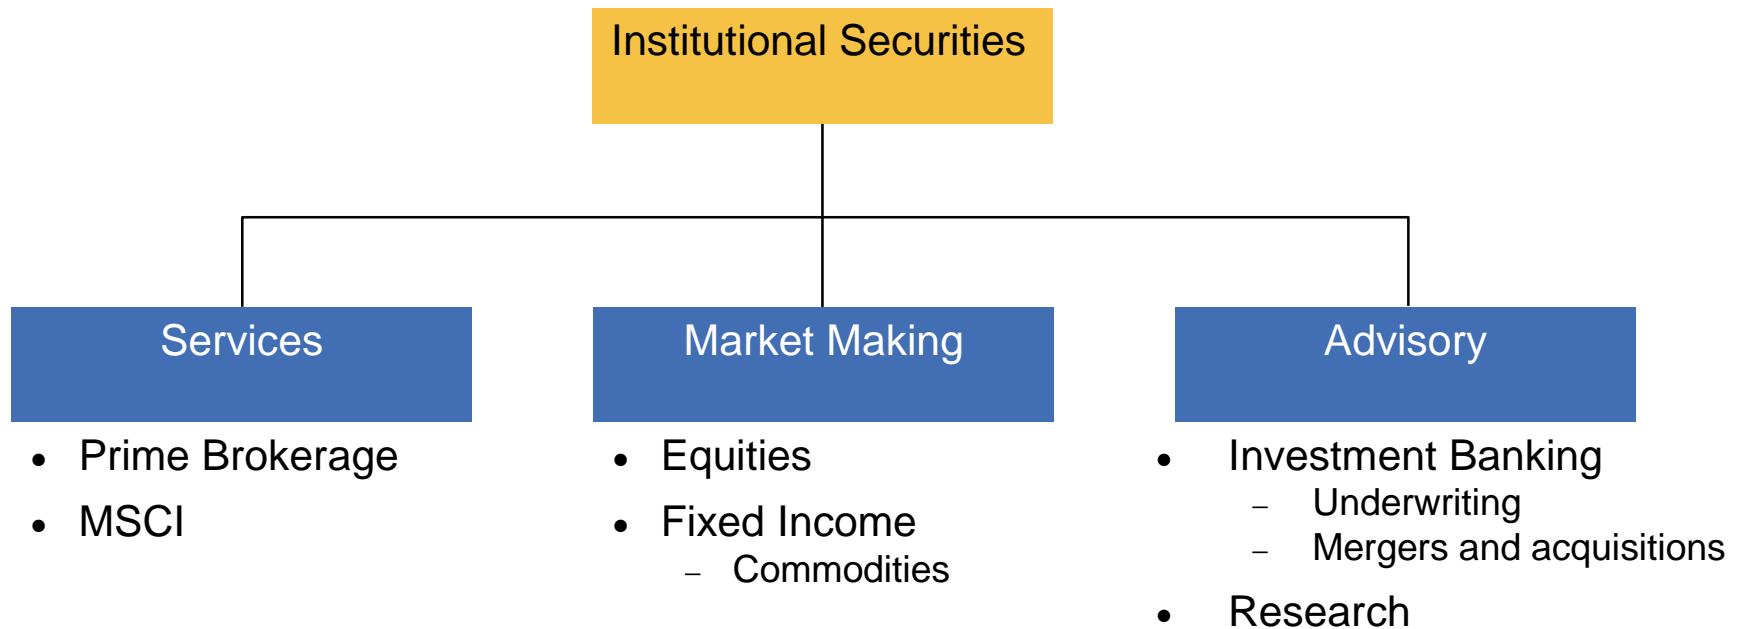 Institutional Securities
Services
Market Making
Advisory
• Prime Brokerage
• MSCI
• Equities
• Fixed Income
– Commodities
• Investment Banking
– Underwriting
– Mergers and acquisitions
• Research